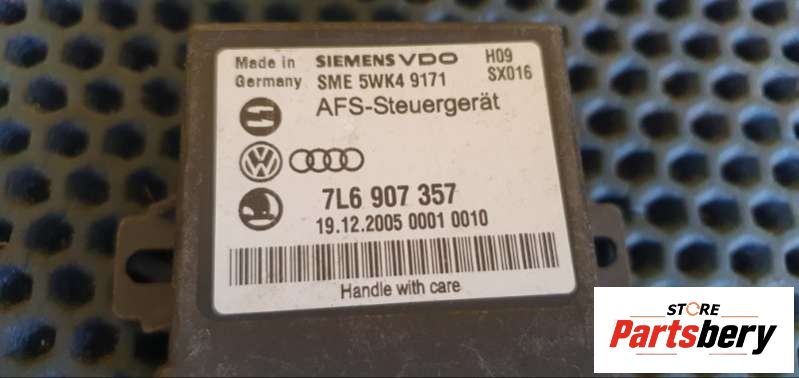 Made in SIEMENS VDO H09
Germany SME 5WK4 9171 SX016
AFS-Steuergerät
7L6 907 357
19.12.2005 0001 0010
Handle with care
STORE
Partsbery